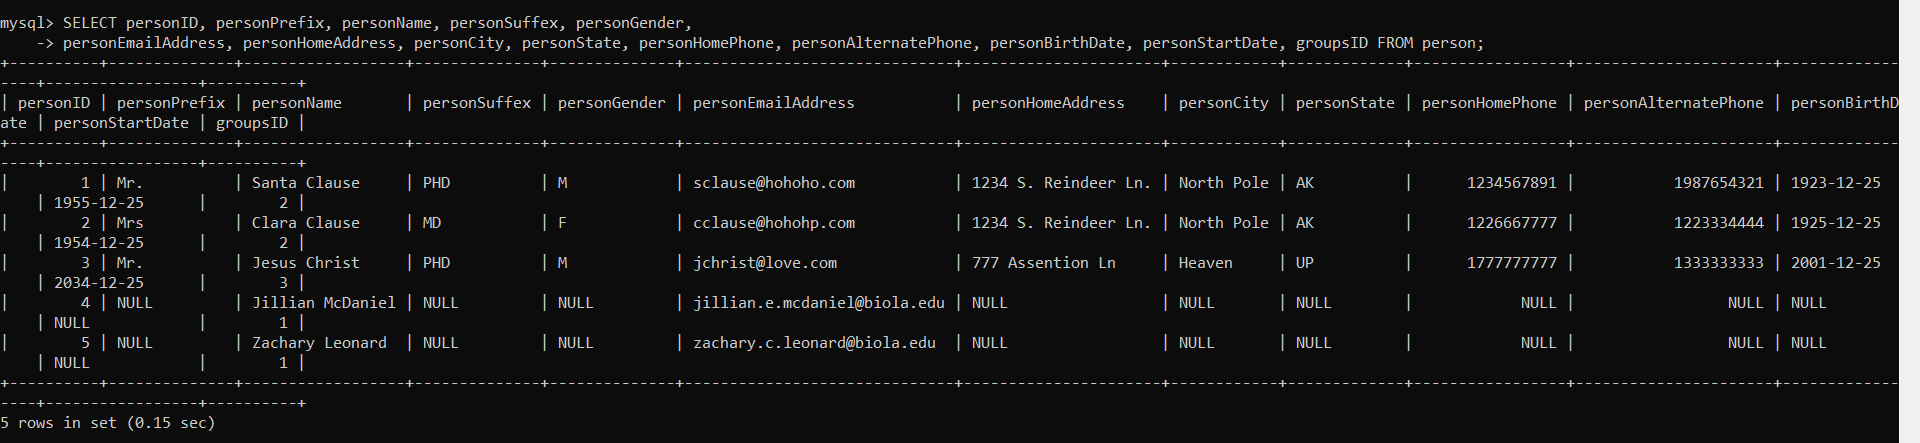 mysql> SELECT personID, personPrefix, personName, personSuffex, personGender,
    -> personEmailAddress, personHomeAddress, personCity, personState, personHomePhone, personAlternatePhone, personBirthDate, personStartDate, groupsID FROM person;
+----------+--------------+------------------+--------------+--------------+------------------------------+----------------------+------------+-------------+-----------------+----------------------+-------------
----+-----------------+----------+
| personID | personPrefix | personName       | personSuffex | personGender | personEmailAddress           | personHomeAddress    | personCity | personState | personHomePhone | personAlternatePhone | personBirthD
ate | personStartDate | groupsID |
+----------+--------------+------------------+--------------+--------------+------------------------------+----------------------+------------+-------------+-----------------+----------------------+-------------
----+-----------------+----------+
|        1 | Mr.          | Santa Clause     | PHD          | M            | sclause@hohoho.com           | 1234 S. Reindeer Ln. | North Pole | AK          |      1234567891 |           1987654321 | 1923-12-25
    | 1955-12-25      |        2 |
|        2 | Mrs          | Clara Clause     | MD           | F            | cclause@hohohp.com           | 1234 S. Reindeer Ln. | North Pole | AK          |      1226667777 |           1223334444 | 1925-12-25
    | 1954-12-25      |        2 |
|        3 | Mr.          | Jesus Christ     | PHD          | M            | jchrist@love.com             | 777 Assention Ln     | Heaven     | UP          |      1777777777 |           1333333333 | 2001-12-25
    | 2034-12-25      |        3 |
|        4 | NULL         | Jillian McDaniel | NULL         | NULL         | jillian.e.mcdaniel@biola.edu | NULL                 | NULL       | NULL        |            NULL |                 NULL | NULL
    | NULL            |        1 |
|        5 | NULL         | Zachary Leonard  | NULL         | NULL         | zachary.c.leonard@biola.edu  | NULL                 | NULL       | NULL        |            NULL |                 NULL | NULL
    | NULL            |        1 |
+----------+--------------+------------------+--------------+--------------+------------------------------+----------------------+------------+-------------+-----------------+----------------------+-------------
----+-----------------+----------+
5 rows in set (0.15 sec)